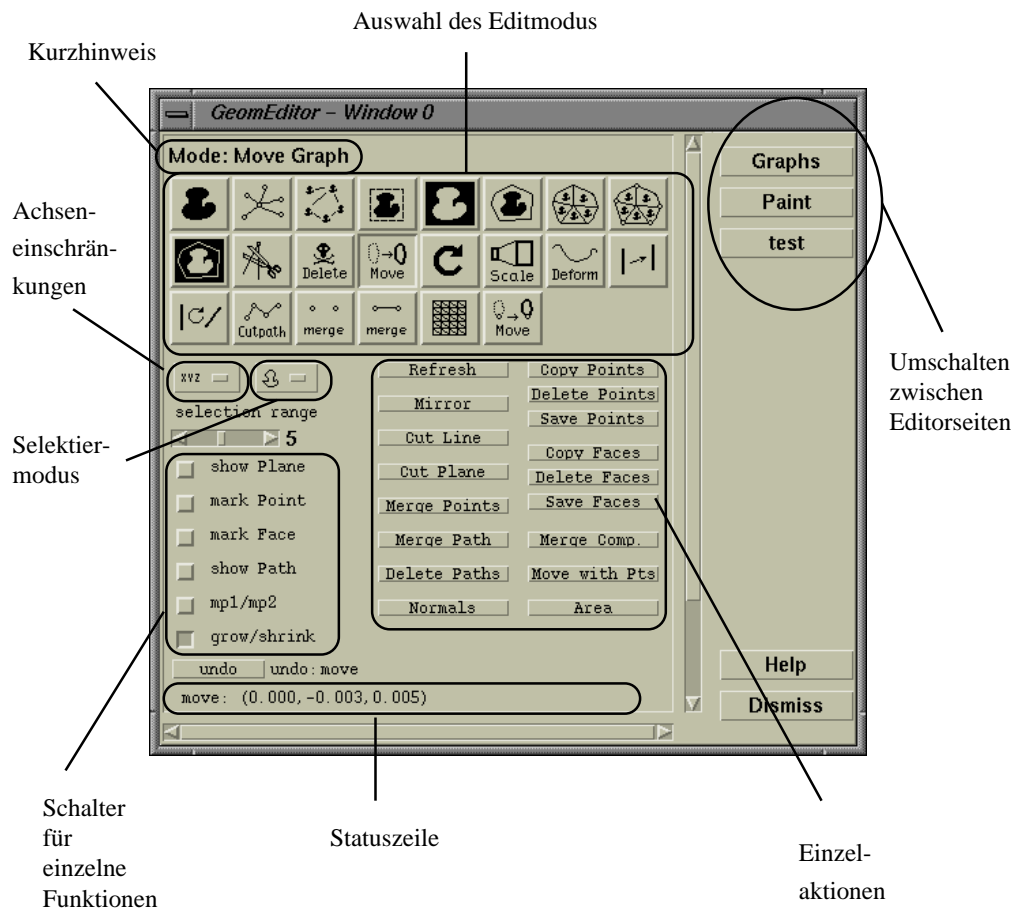 Auswahl des Editmodus
Kurzhinweis
GeomEditor – Window 0
Mode: Move Graph
Graphs
Paint
test
Achsen-
einschrän-
kungen
Delete
Move
Scale
Deform
Cutpath
merge
merge
Move
Umschalten
zwischen
Editorseiten
XYZ
selection range
5
Selektier-
modus
show Plane
mark Point
mark Face
show Path
mp1/mp2
grow/shrink
Refresh
Mirror
Cut Line
Cut Plane
Merge Points
Merge Path
Delete Paths
Normals
Copy Points
Delete Points
Save Points
Copy Faces
Delete Faces
Save Faces
Merge Comp.
Move with Pts
Area
undo
undo: move
move: (0.000,-0.003,0.005)
Help
Dismiss
Schalter
für
einzelne
Funktionen
Statuszeile
Einzel-
aktionen